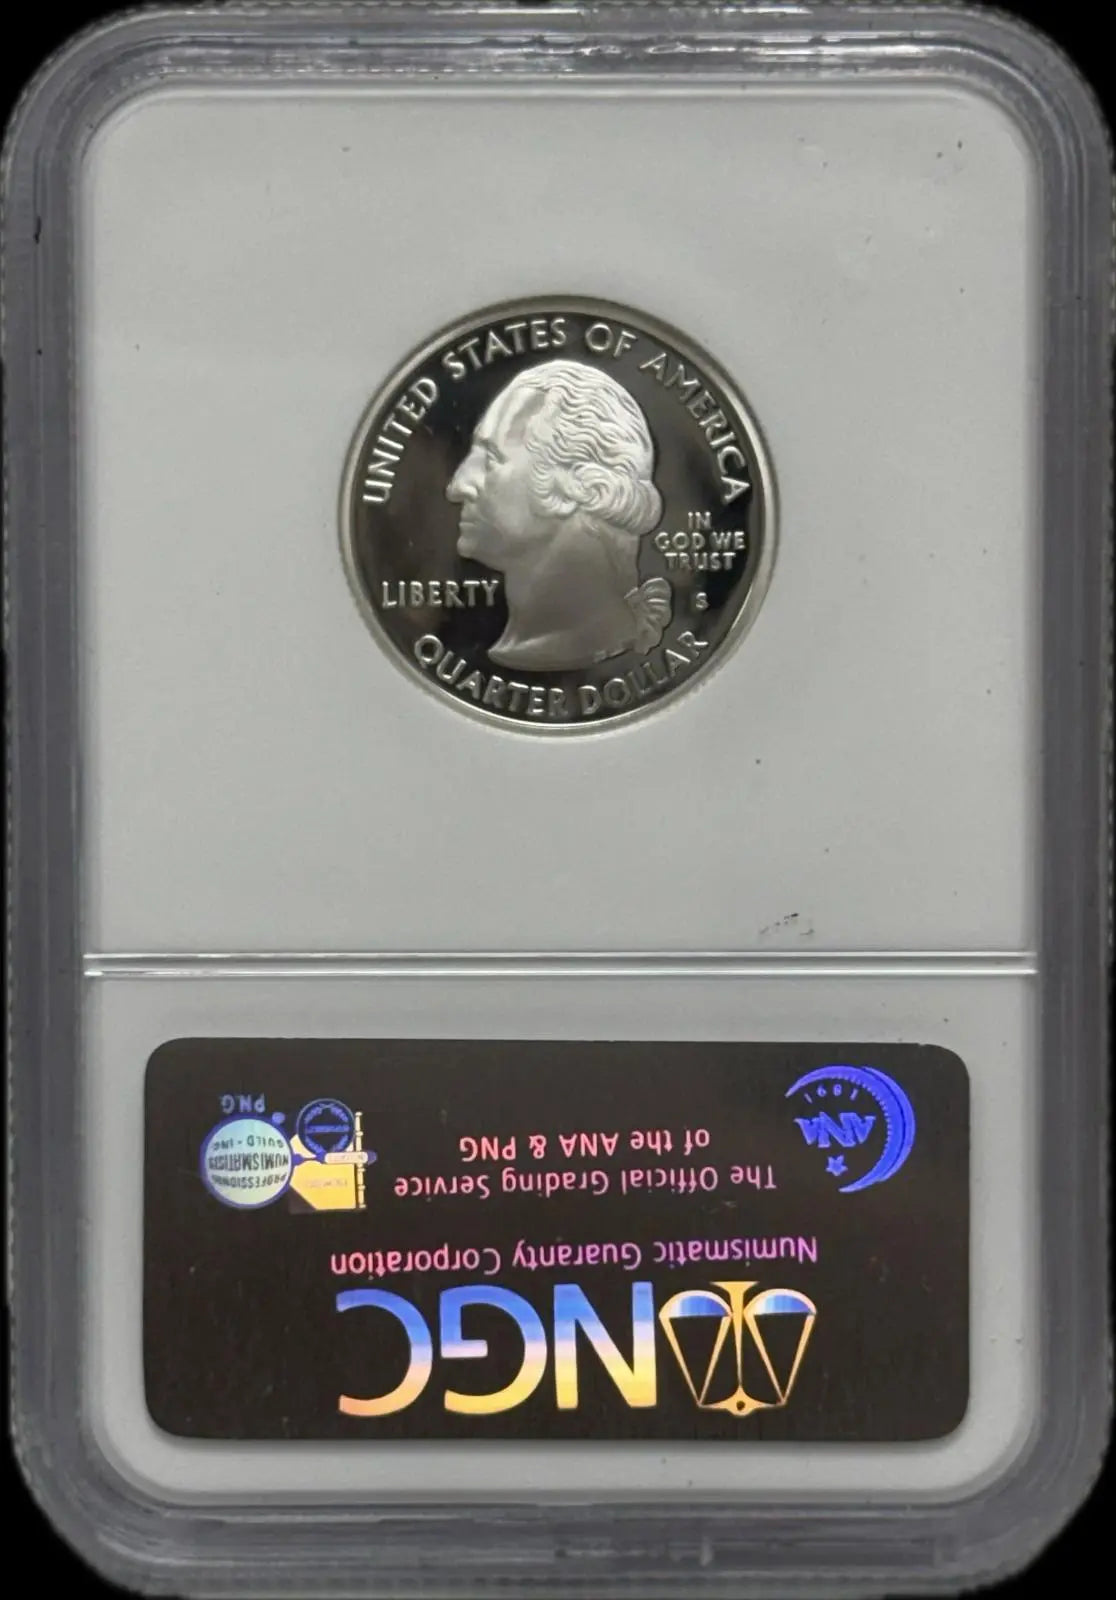 UNITED STATES OF AMERICA
IN
GOD WE
TRUST
LIBERTY
S
QUARTER DOLLAR
NGC
Numismatic Guaranty Corporation
The Official Grading Service
of the ANA & PNG
ANA
1891
PROFESSIONAL
NUMISMATISTS
GUILD - INC
PNG